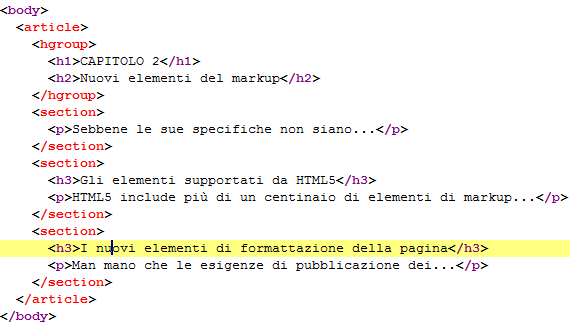 <body>
<article>
<hgroup>
<h1>CAPITOLO 2</h1>
<h2>Nuovi elementi del markup</h2>
</hgroup>
<section>
<p>Sebbene le sue specifiche non siano...</p>
</section>
<section>
<h3>Gli elementi supportati da HTML5</h3>
<p>HTML5 include più di un centinaio di elementi di markup...</p>
</section>
<section>
<h3>I nuovi elementi di formattazione della pagina</h3>
<p>Man mano che le esigenze di pubblicazione dei...</p>
</section>
</article>
</body>